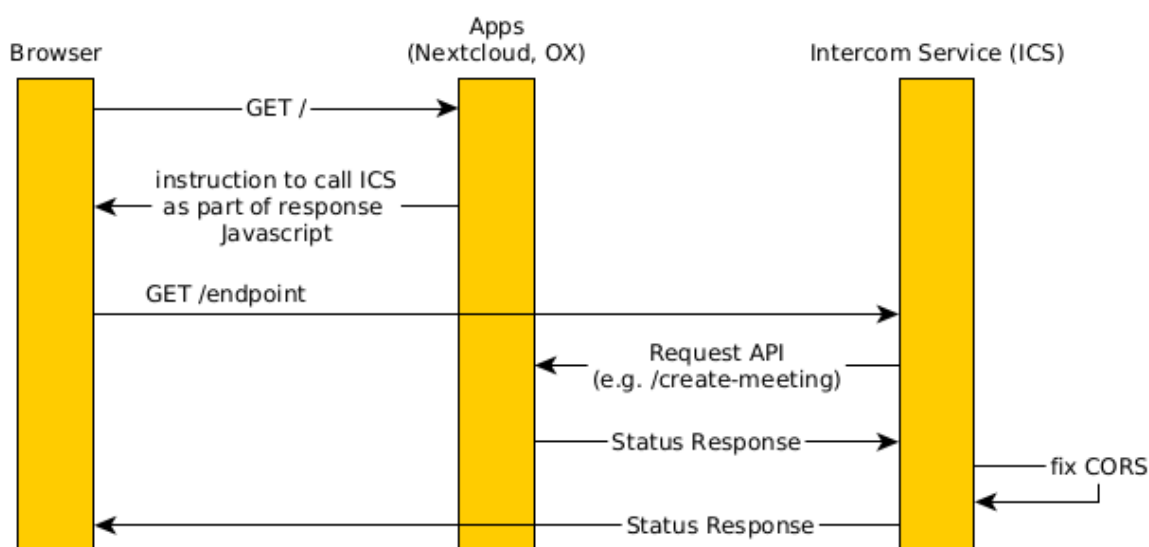 Browser
Apps
(Nextcloud, OX)
Intercom Service (ICS)
GET /
instruction to call ICS
as part of response
Javascript
GET /endpoint
Request API
(e.g. /create-meeting)
Status Response
fix CORS
Status Response